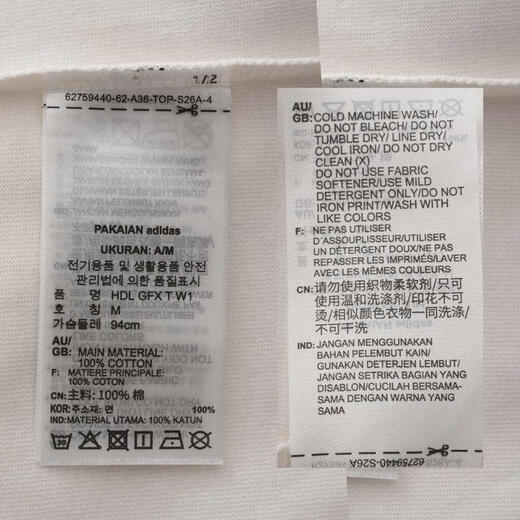 1/2
62759440-62-A36-TOP-S26A-4
PAKAIAN adidas
UKURAN: A/M
전기용품 및 생활용품 안전
관리법에 의한 품질표시
품 명 HDL GFX T W1
호 칭 M
가슴둘레 94cm
AU/
GB: MAIN MATERIAL:
100% COTTON
F: MATIERE PRINCIPALE:
100% COTON
CN: 主料: 100% 棉
KOR: 주소재: 면 100%
IND: MATERIAL UTAMA: 100% KATUN
30
AU/
GB: COLD MACHINE WASH/
DO NOT BLEACH/ DO NOT
TUMBLE DRY/ LINE DRY/
COOL IRON/ DO NOT DRY
CLEAN (X)
DO NOT USE FABRIC
SOFTENER/USE MILD
DETERGENT ONLY/DO NOT
IRON PRINT/WASH WITH
LIKE COLORS
F: NE PAS UTILISER
D'ASSOUPLISEUR/UTILISER
UN DETERGENT DOUX/NE PAS
REPASSER LES IMPRIMÉS/LAVER
AVEC LES MÊMES COULEURS
CN: 请勿使用织物柔软剂/只可
使用温和洗涤剂/印花不可
烫/相似颜色衣物一同洗涤/
不可干洗
IND: JANGAN MENGGUNAKAN
BAHAN PELEMBUT KAIN/
GUNAKAN DETERJEN LEMBUT/
JANGAN SETRIKA BAGIAN YANG
DISABLON/CUCILAH BERSAMA-
SAMA DENGAN WARNA YANG
SAMA
62759440-S26A